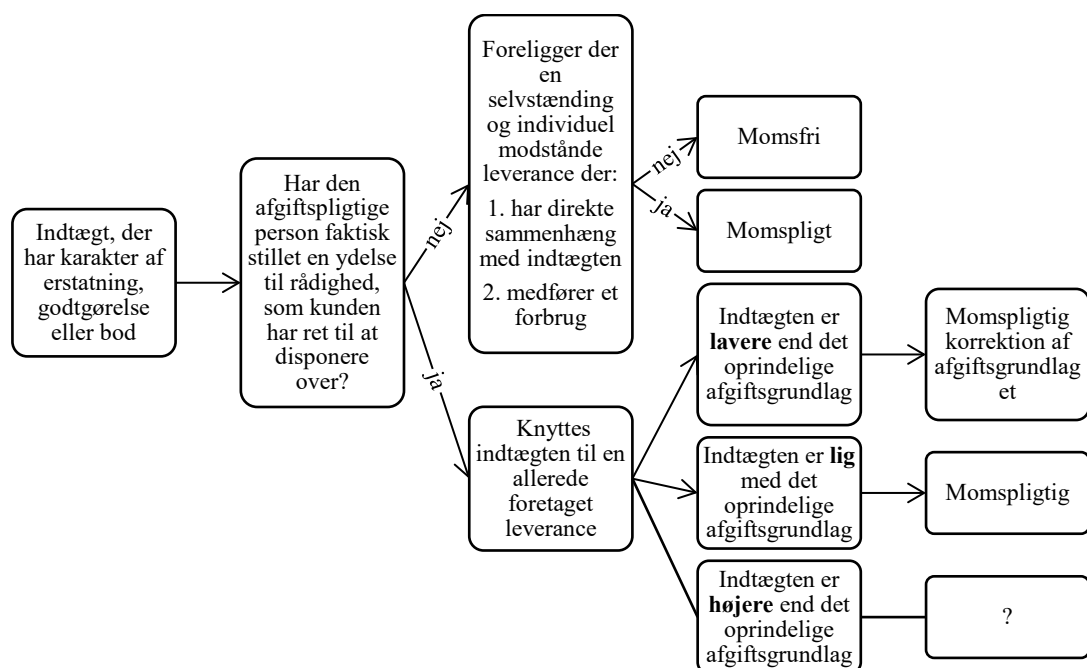 Indtægt, der
har karakter af
erstatning,
godtgørelse
eller bod
Har den
afgiftspligtige
person faktisk
stillet en ydelse
til rådighed,
som kunden
har ret til at
disponere
over?
nej
ja
Foreligger der
en
selvstænding
og individuel
modstånde
leverance der:
1. har direkte
sammenhæng
med indtægten
2. medfører et
forbrug
nej
ja
Momsfri
Momspligt
Knyttes
indtægten til en
allerede
foretaget
leverance
Indtægten er
lavere end det
oprindelige
afgiftsgrundlag
Momspligtig
korrektion af
afgiftsgrundlag
et
Indtægten er lig
med det
oprindelige
afgiftsgrundlag
Momspligtig
Indtægten er
højere end det
oprindelige
afgiftsgrundlag
?